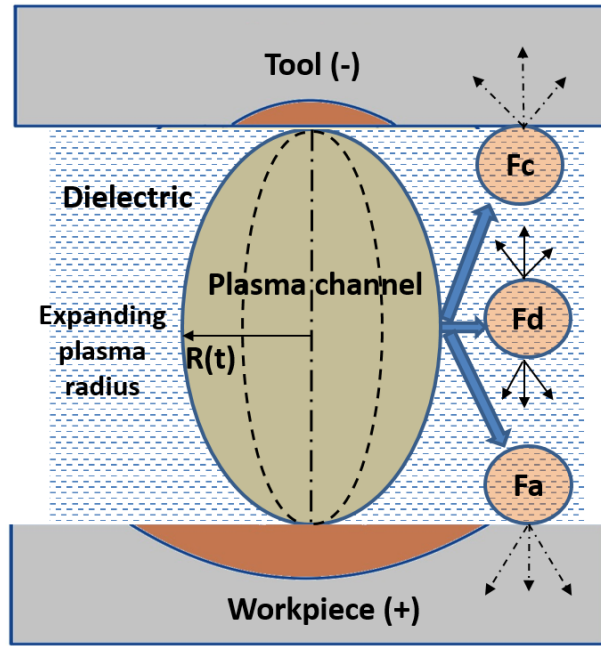 Tool (-)
Fc
Dielectric
Plasma channel
Fd
Expanding
plasma
radius
R(t)
Fa
Workpiece (+)